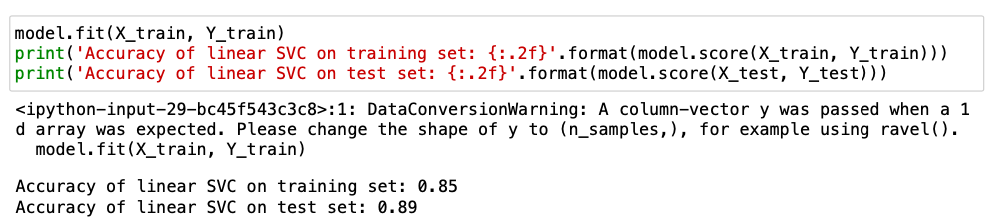 model.fit(X_train, Y_train)
print('Accuracy of linear SVC on training set: {:.2f}'.format(model.score(X_train, Y_train)))
print('Accuracy of linear SVC on test set: {:.2f}'.format(model.score(X_test, Y_test)))
<ipython-input-29-bc45f543c3c8>:1: DataConversionWarning: A column-vector y was passed when a 1
d array was expected. Please change the shape of y to (n_samples,), for example using ravel().
  model.fit(X_train, Y_train)
Accuracy of linear SVC on training set: 0.85
Accuracy of linear SVC on test set: 0.89